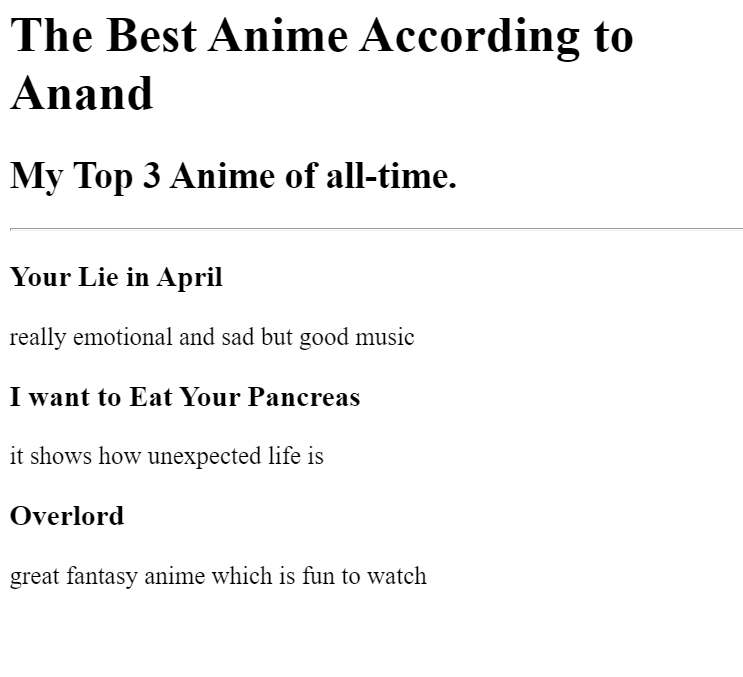 The Best Anime According to
Anand
My Top 3 Anime of all-time.
Your Lie in April
really emotional and sad but good music
I want to Eat Your Pancreas
it shows how unexpected life is
Overlord
great fantasy anime which is fun to watch